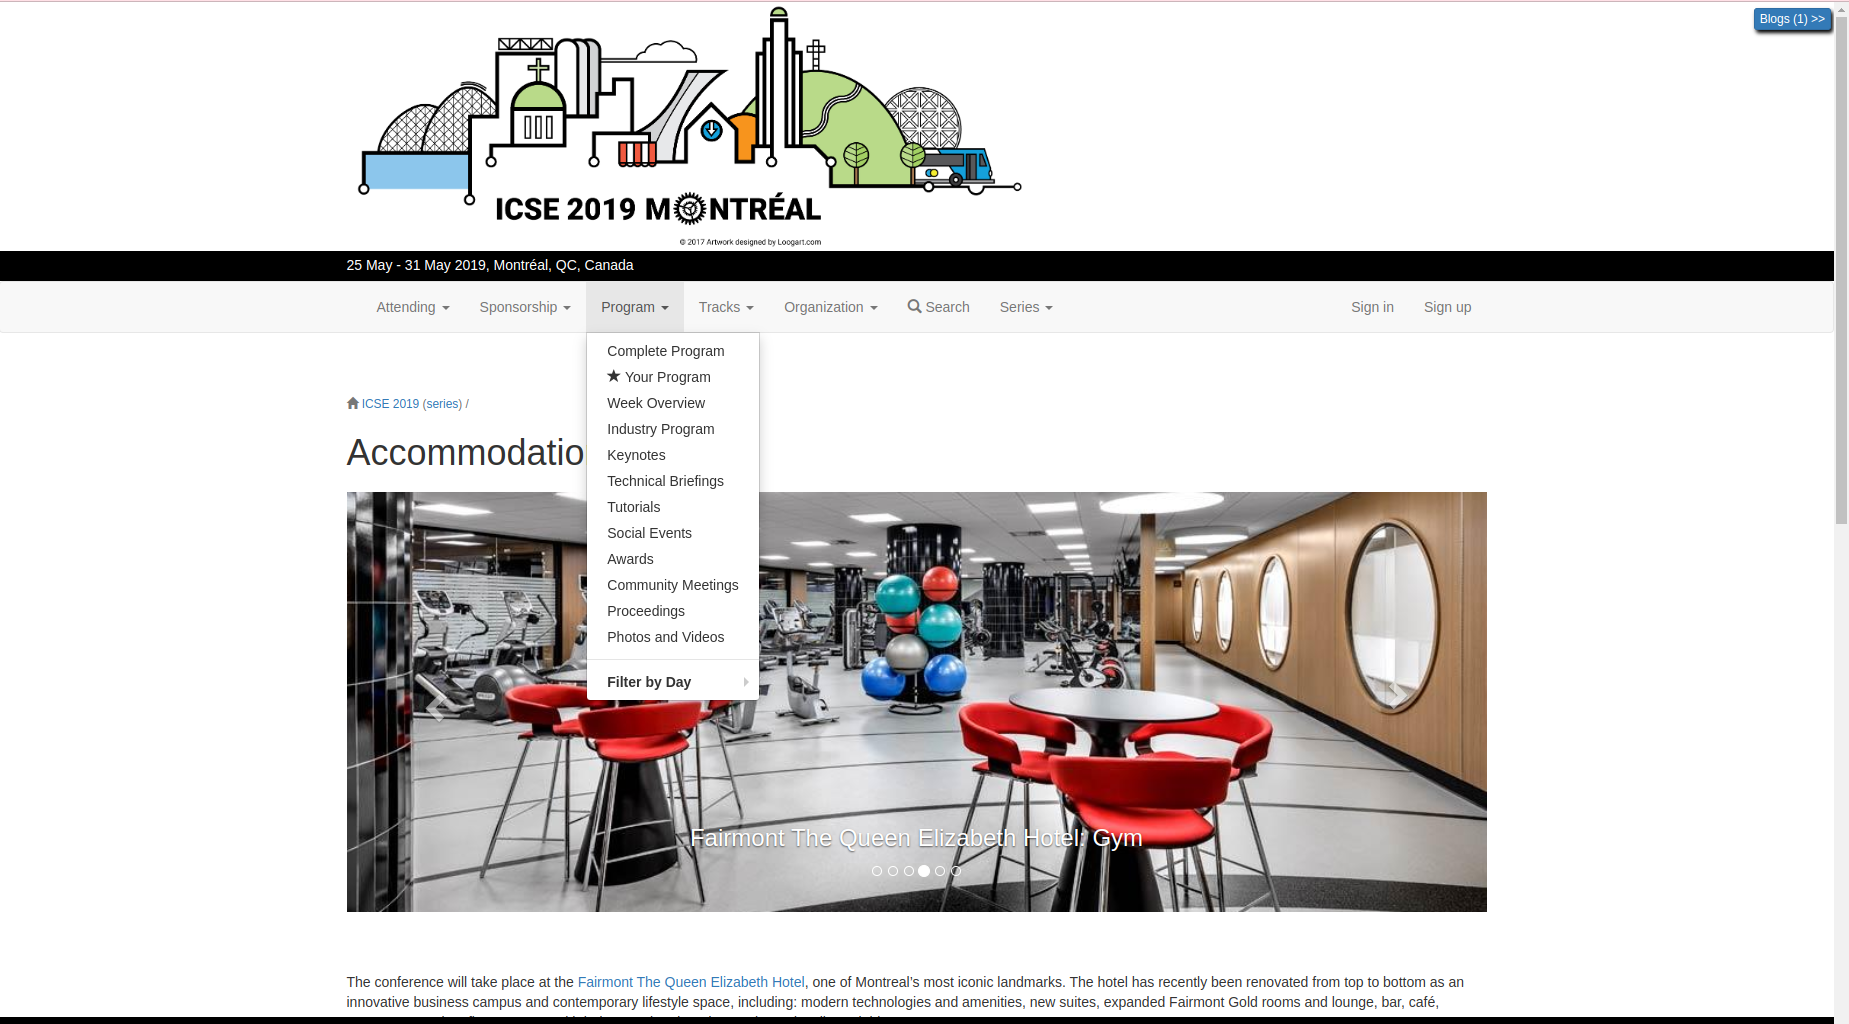 Blogs (1) >>
ICSE 2019 MONTRÉAL
© 2017 Artwork designed by Loogart.com
25 May - 31 May 2019, Montréal, QC, Canada
Attending Sponsorship Program Tracks Organization Search Series Sign in Sign up
Complete Program
Your Program
Week Overview
Industry Program
Keynotes
Technical Briefings
Tutorials
Social Events
Awards
Community Meetings
Proceedings
Photos and Videos
Filter by Day
ICSE 2019 (series) /
Accommodatio
Fairmont The Queen Elizabeth Hotel: Gym
The conference will take place at the Fairmont The Queen Elizabeth Hotel, one of Montreal’s most iconic landmarks. The hotel has recently been renovated from top to bottom as an
innovative business campus and contemporary lifestyle space, including: modern technologies and amenities, new suites, expanded Fairmont Gold rooms and lounge, bar, café,